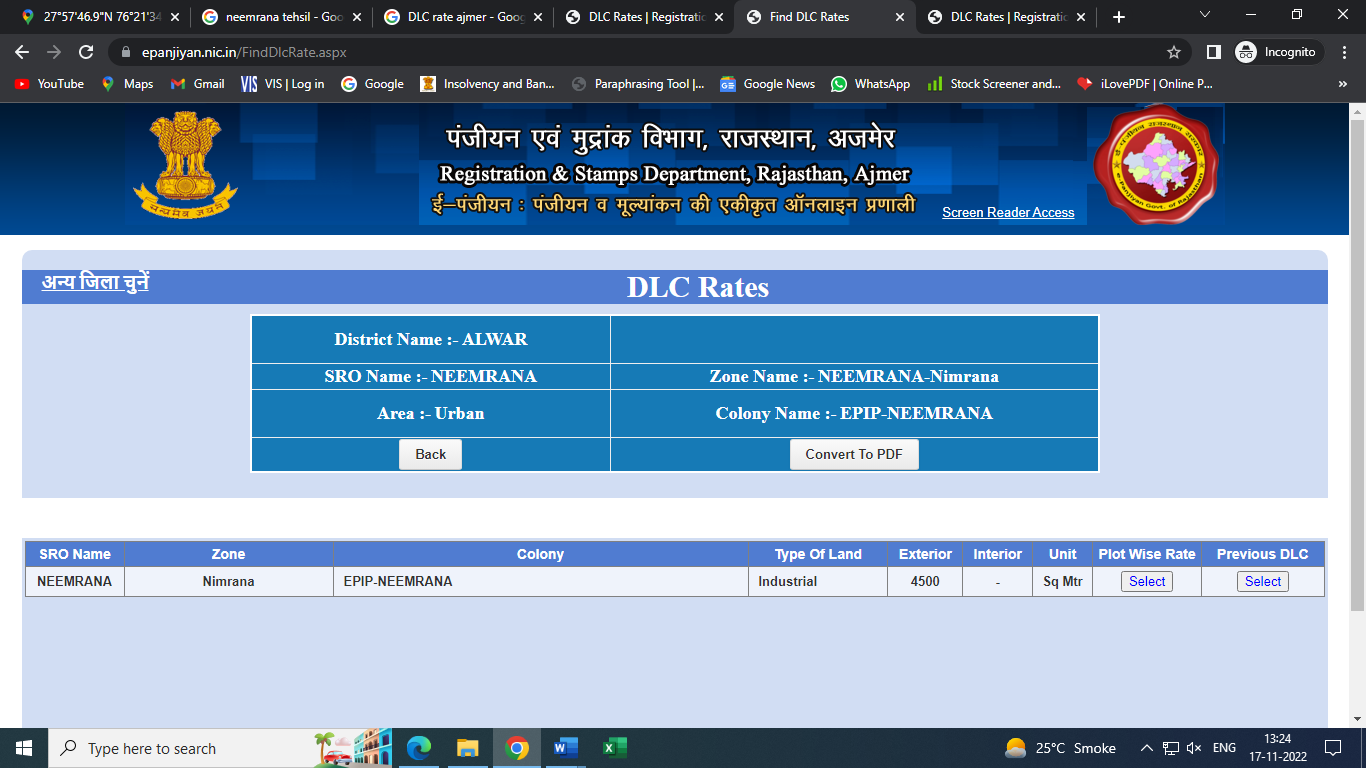 27°57'46.9"N 76°21'34
neemrana tehsil - Goo
DLC rate ajmer - Goog
DLC Rates | Registratio
Find DLC Rates
DLC Rates | Registratio
epanjiyan.nic.in/FindDlcRate.aspx
Incognito
YouTube
Maps
Gmail
VIS VIS | Log in
Google
Insolvency and Ban...
Paraphrasing Tool |...
Google News
WhatsApp
Stock Screener and...
iLovePDF | Online P...
»
पंजीयन एवं मुद्रांक विभाग, राजस्थान, अजमेर
Registration & Stamps Department, Rajasthan, Ajmer
ई–पंजीयन : पंजीयन व मूल्यांकन की एकीकृत ऑनलाइन प्रणाली
Screen Reader Access
सत्यमेव जयते
अन्य जिला चुनें
DLC Rates
District Name :- ALWAR
SRO Name :- NEEMRANA Zone Name :- NEEMRANA-Nimrana
Area :- Urban Colony Name :- EPIP-NEEMRANA
Back Convert To PDF
SRO Name Zone Colony Type Of Land Exterior Interior Unit Plot Wise Rate Previous DLC
NEEMRANA Nimrana EPIP-NEEMRANA Industrial 4500 - Sq Mtr Select Select
Type here to search
25°C Smoke
ENG
13:24
17-11-2022